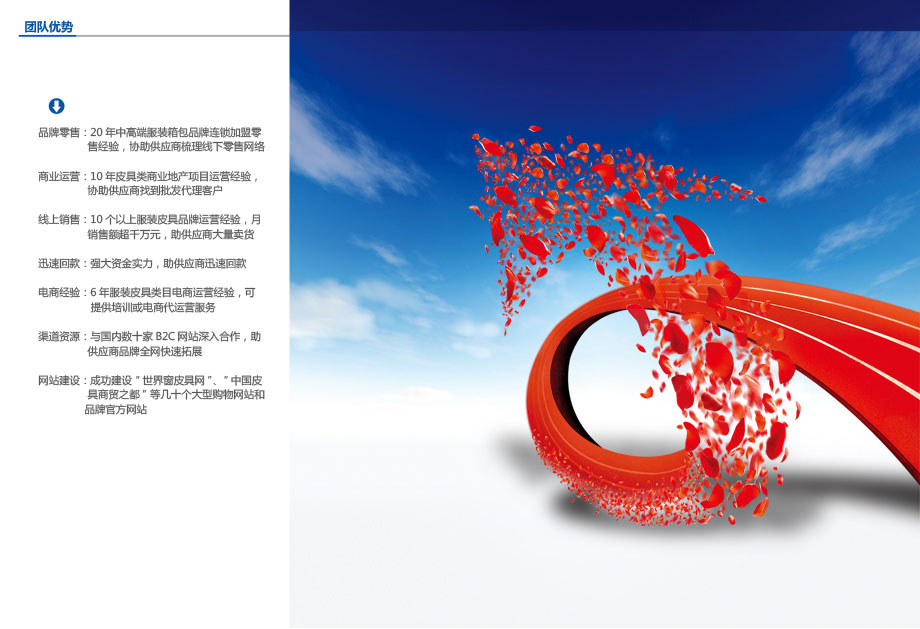 团队优势
品牌零售：20 年中高端服装箱包品牌连锁加盟零
售经验，协助供应商梳理线下零售网络
商业运营：10 年皮具类商业地产项目运营经验，
协助供应商找到批发代理客户
线上销售：10 个以上服装皮具品牌运营经验，月
销售额超千万元，助供应商大量卖货
迅速回款：强大资金实力，助供应商迅速回款
电商经验：6 年服装皮具类目电商运营经验，可
提供培训或电商代运营服务
渠道资源：与国内数十家 B2C 网站深入合作，助
供应商品牌全网快速拓展
网站建设：成功建设＂世界窗皮具网＂、＂中国皮
具商贸之都＂等几十个大型购物网站和
品牌官方网站